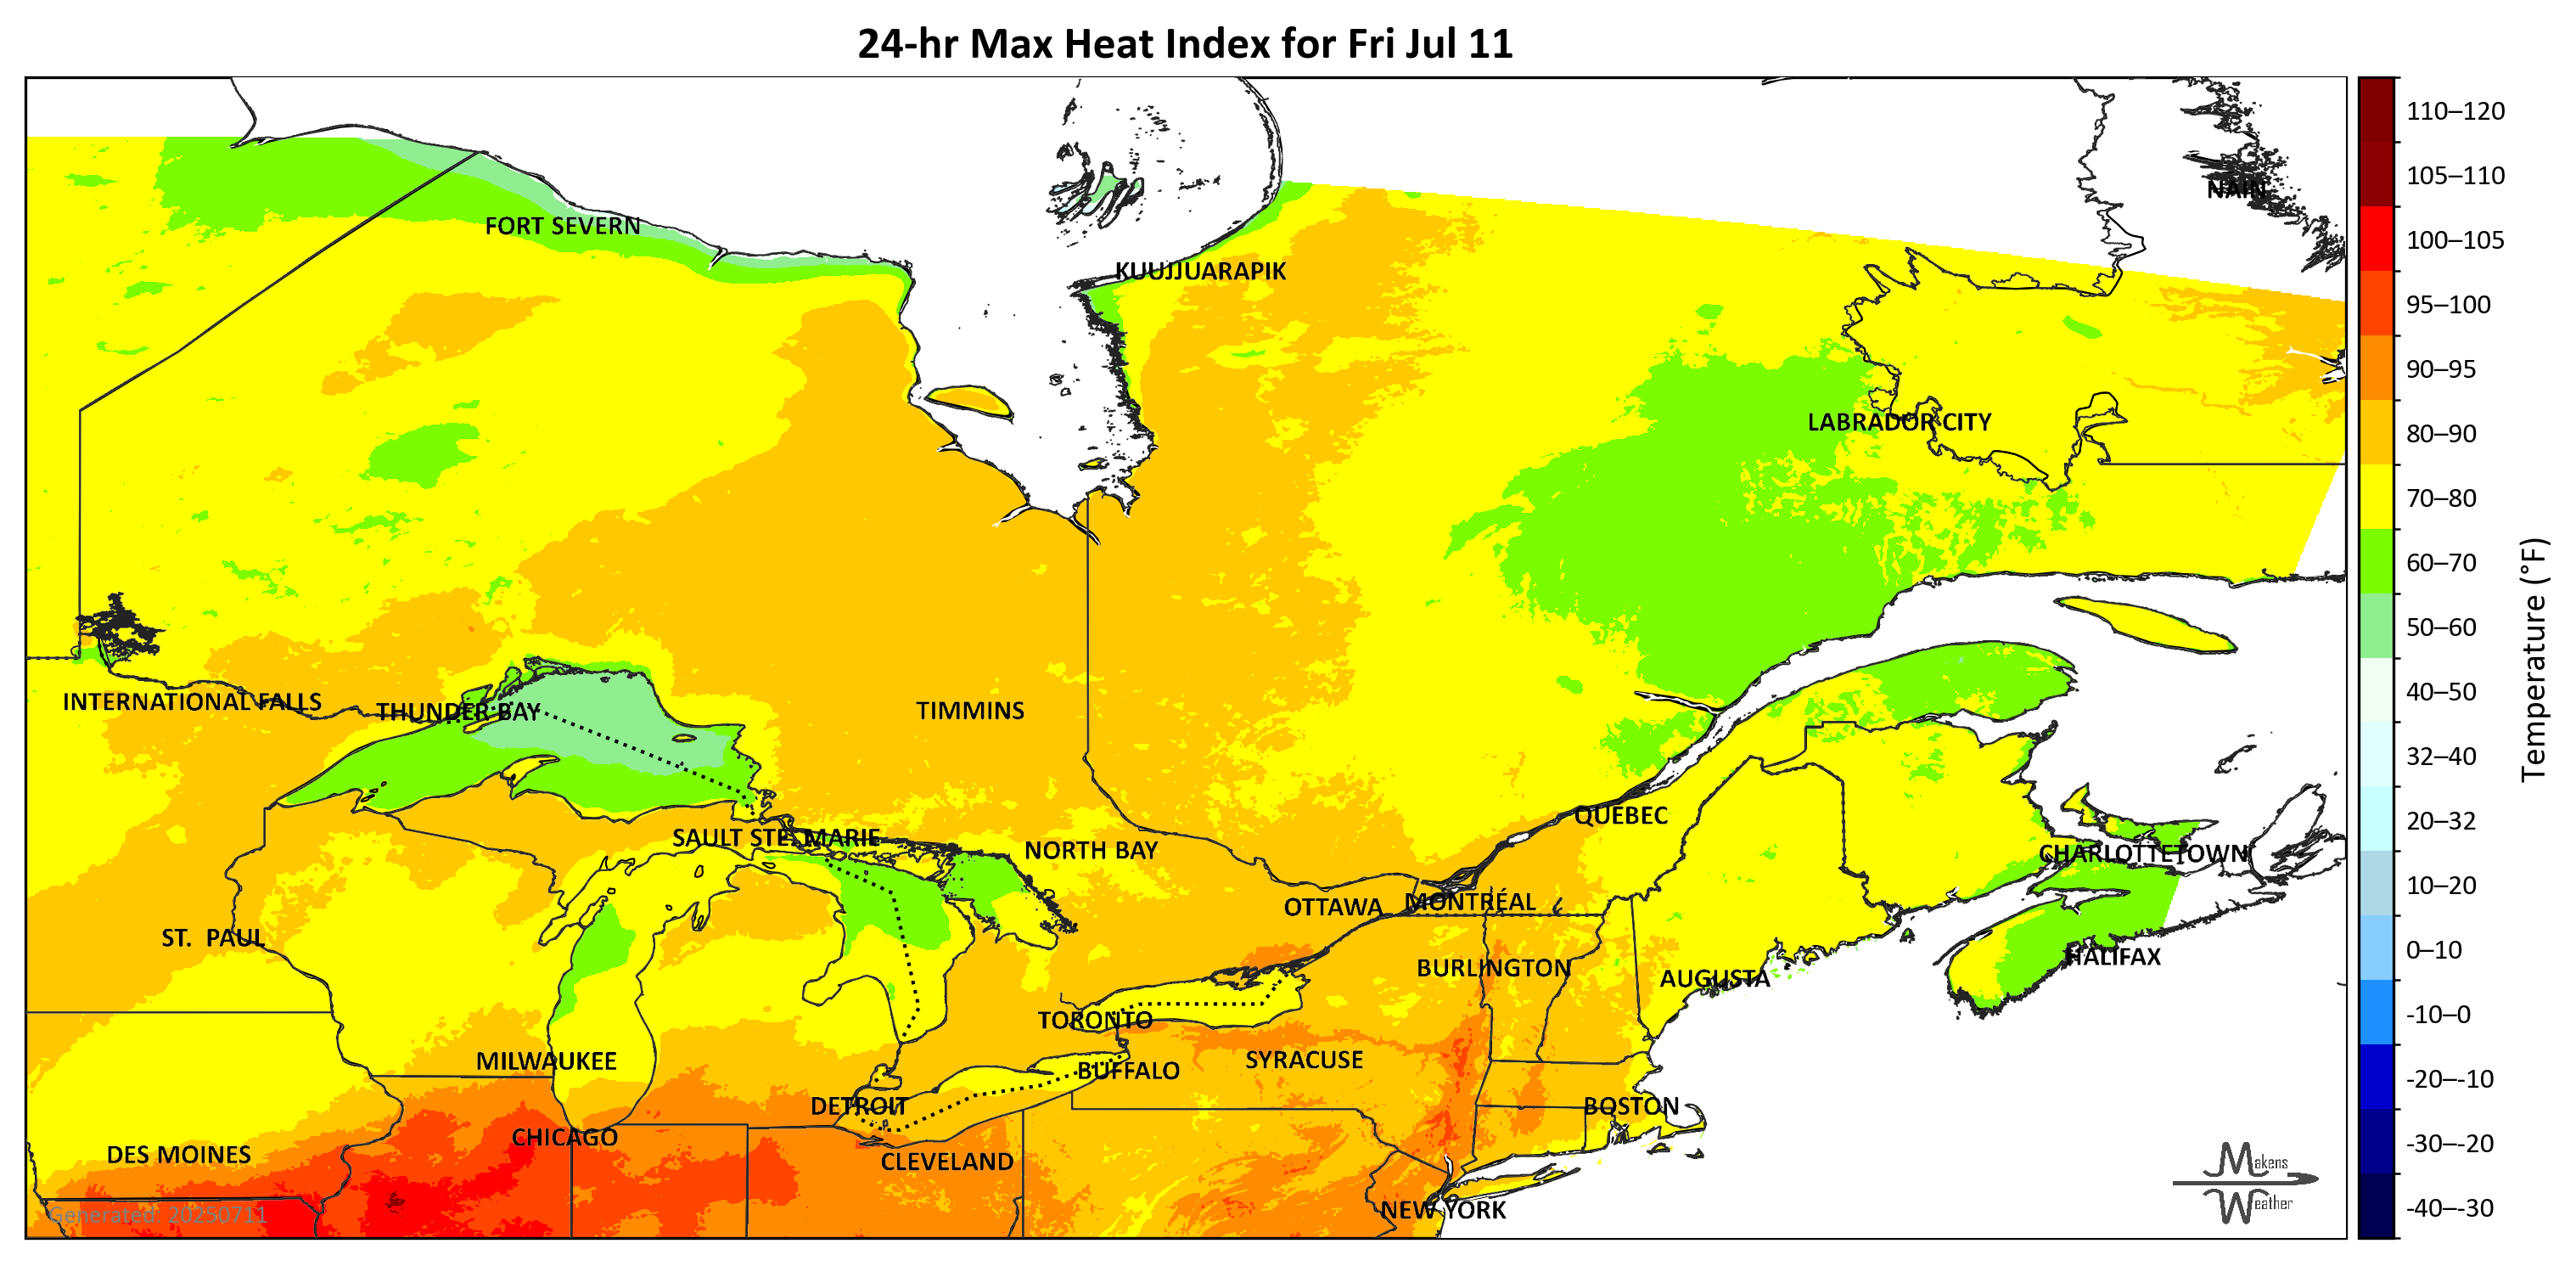 24-hr Max Heat Index for Fri Jul 11
110–120
105–110
NAIN
FORT SEVERN
100–105
KUUJJUARAPIK
95–100
90–95
LABRADOR CITY
80–90
70–80
60–70
50–60
Temperature (°F)
40–50
INTERNATIONAL FALLS
THUNDER BAY
TIMMINS
32–40
QUEBEC
20–32
SAULT STE. MARIE
NORTH BAY
CHARLOTTETOWN
10–20
OTTAWA
MONTRÉAL
ST. PAUL
0–10
HALIFAX
BURLINGTON
AUGUSTA
-10–0
TORONTO
MILWAUKEE
SYRACUSE
BUFFALO
-20–-10
DETROIT
BOSTON
CHICAGO
-30–-20
DES MOINES
CLEVELAND
Makens
Weather
NEW YORK
-40–-30
Generated: 20250711